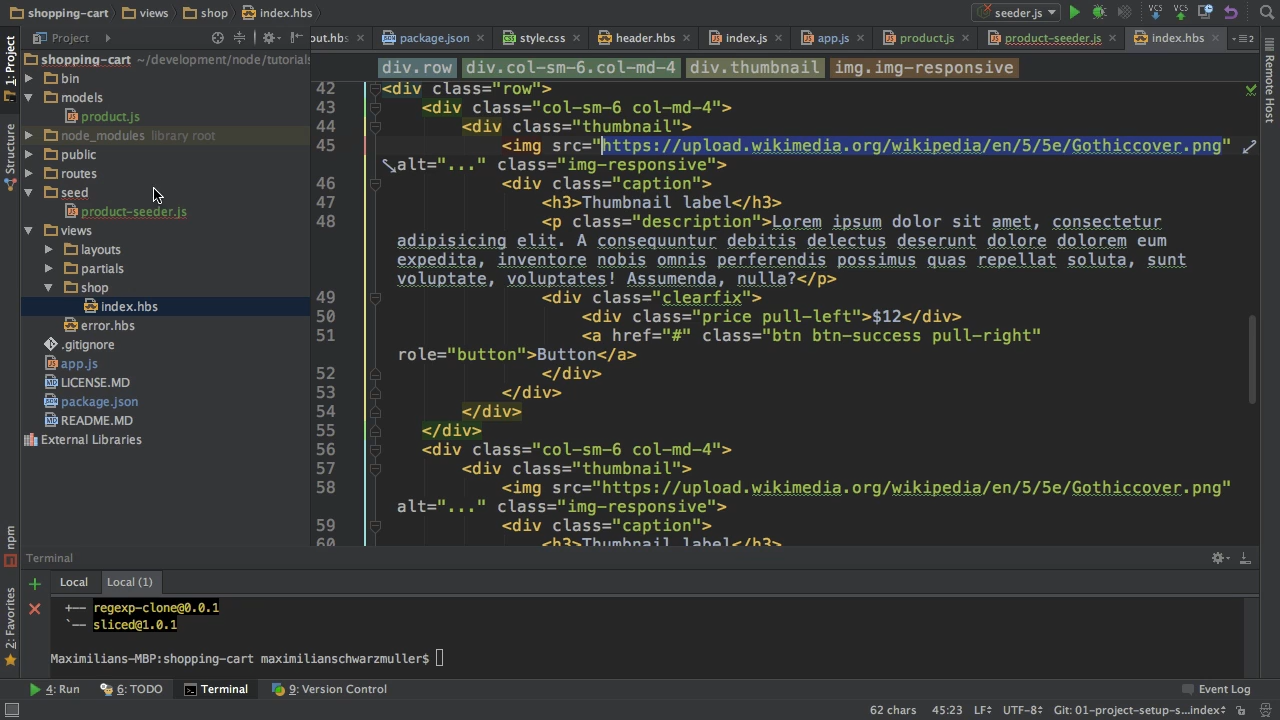 shopping-cart views shop index.hbs seeder.js VCS VCS
1: Project Project out.hbs package.json style.css header.hbs index.js app.js product.js product-seeder.js index.hbs 2
shopping-cart ~/development/node/tutorials
bin
models
product.js
node_modules library root
public
routes
seed
product-seeder.js
views
layouts
partials
shop
index.hbs
error.hbs
.gitignore
app.js
LICENSE.MD
package.json
README.MD
External Libraries
Structure
npm
2: Favorites
Remote Host
div.row div.col-sm-6.col-md-4 div.thumbnail img.img-responsive
42 <div class="row">
43 <div class="col-sm-6 col-md-4">
44 <div class="thumbnail">
45 <img src="https://upload.wikimedia.org/wikipedia/en/5/5e/Gothiccover.png"
alt="..." class="img-responsive">
46 <div class="caption">
47 <h3>Thumbnail label</h3>
48 <p class="description">Lorem ipsum dolor sit amet, consectetur
adipisicing elit. A consequuntur debitis delectus deserunt dolore dolorem eum
expedita, inventore nobis omnis perferendis possimus quas repellat soluta, sunt
voluptate, voluptates! Assumenda, nulla?</p>
49 <div class="clearfix">
50 <div class="price pull-left">$12</div>
51 <a href="#" class="btn btn-success pull-right"
role="button">Button</a>
52 </div>
53 </div>
54 </div>
55 </div>
56 <div class="col-sm-6 col-md-4">
57 <div class="thumbnail">
58 <img src="https://upload.wikimedia.org/wikipedia/en/5/5e/Gothiccover.png"
alt="..." class="img-responsive">
59 <div class="caption">
60 <h3>Thumbnail label</h3>
Terminal
Local Local (1)
+-- regexp-clone@0.0.1
`-- sliced@1.0.1
Maximilians-MBP:shopping-cart maximilianschwarzmuller$
4: Run 6: TODO Terminal 9: Version Control Event Log
62 chars 45:23 LF UTF-8 Git: 01-project-setup-s...index